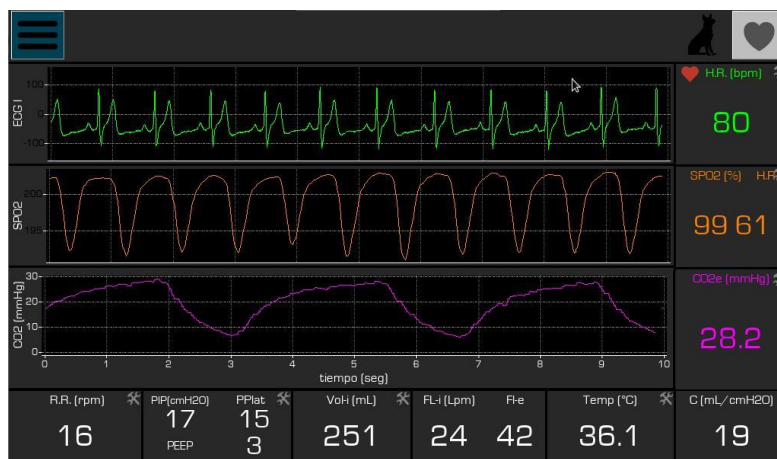 H.R. (bpm)
80
ECG I
100
0
-100
SPO2 (%) H.R
99 61
SPO2
200
195
CO2e (mmHg)
28.2
CO2 (mmHg)
30
20
10
0
0 1 2 3 4 5 6 7 8 9 10
tiempo (seg)
R.R. (rpm)
16
PIP(cmH2O) PPlat
17 15
PEEP 3
Vol-i (mL)
251
FL-i (Lpm) Fl-e
24 42
Temp (°C)
36.1
C (mL/cmH2O)
19